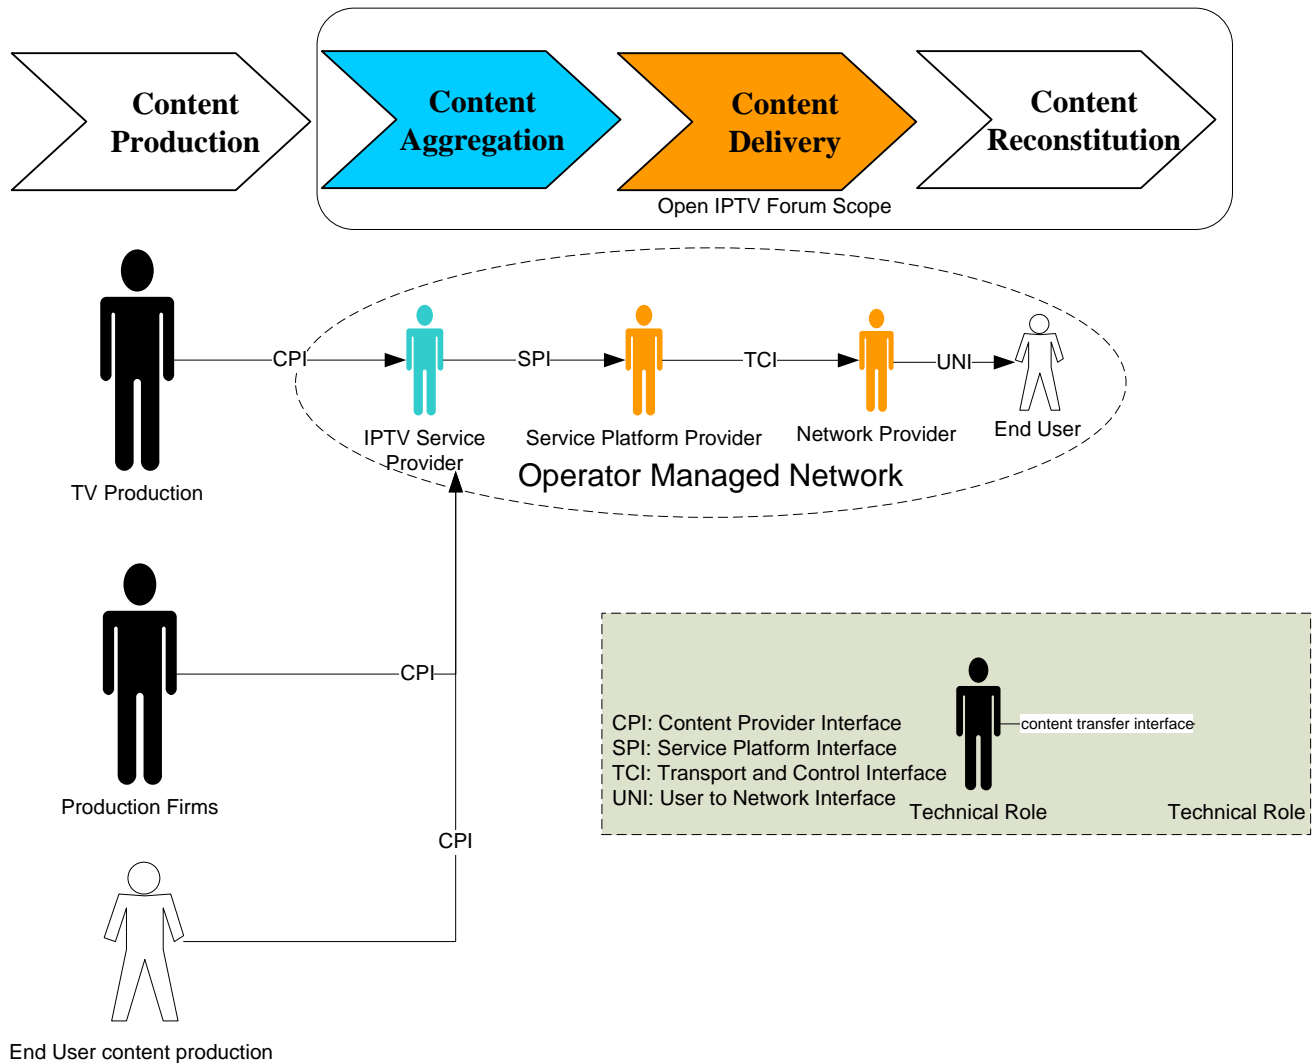 Content
Production
Content
Aggregation
Content
Delivery
Content
Reconstitution
Open IPTV Forum Scope
CPI
SPI
TCI
UNI
TV Production
IPTV Service
Provider
Service Platform Provider
Network Provider
End User
Operator Managed Network
CPI
Production Firms
CPI
End User content production
CPI: Content Provider Interface
SPI: Service Platform Interface
TCI: Transport and Control Interface
UNI: User to Network Interface
content transfer interface
Technical Role
Technical Role